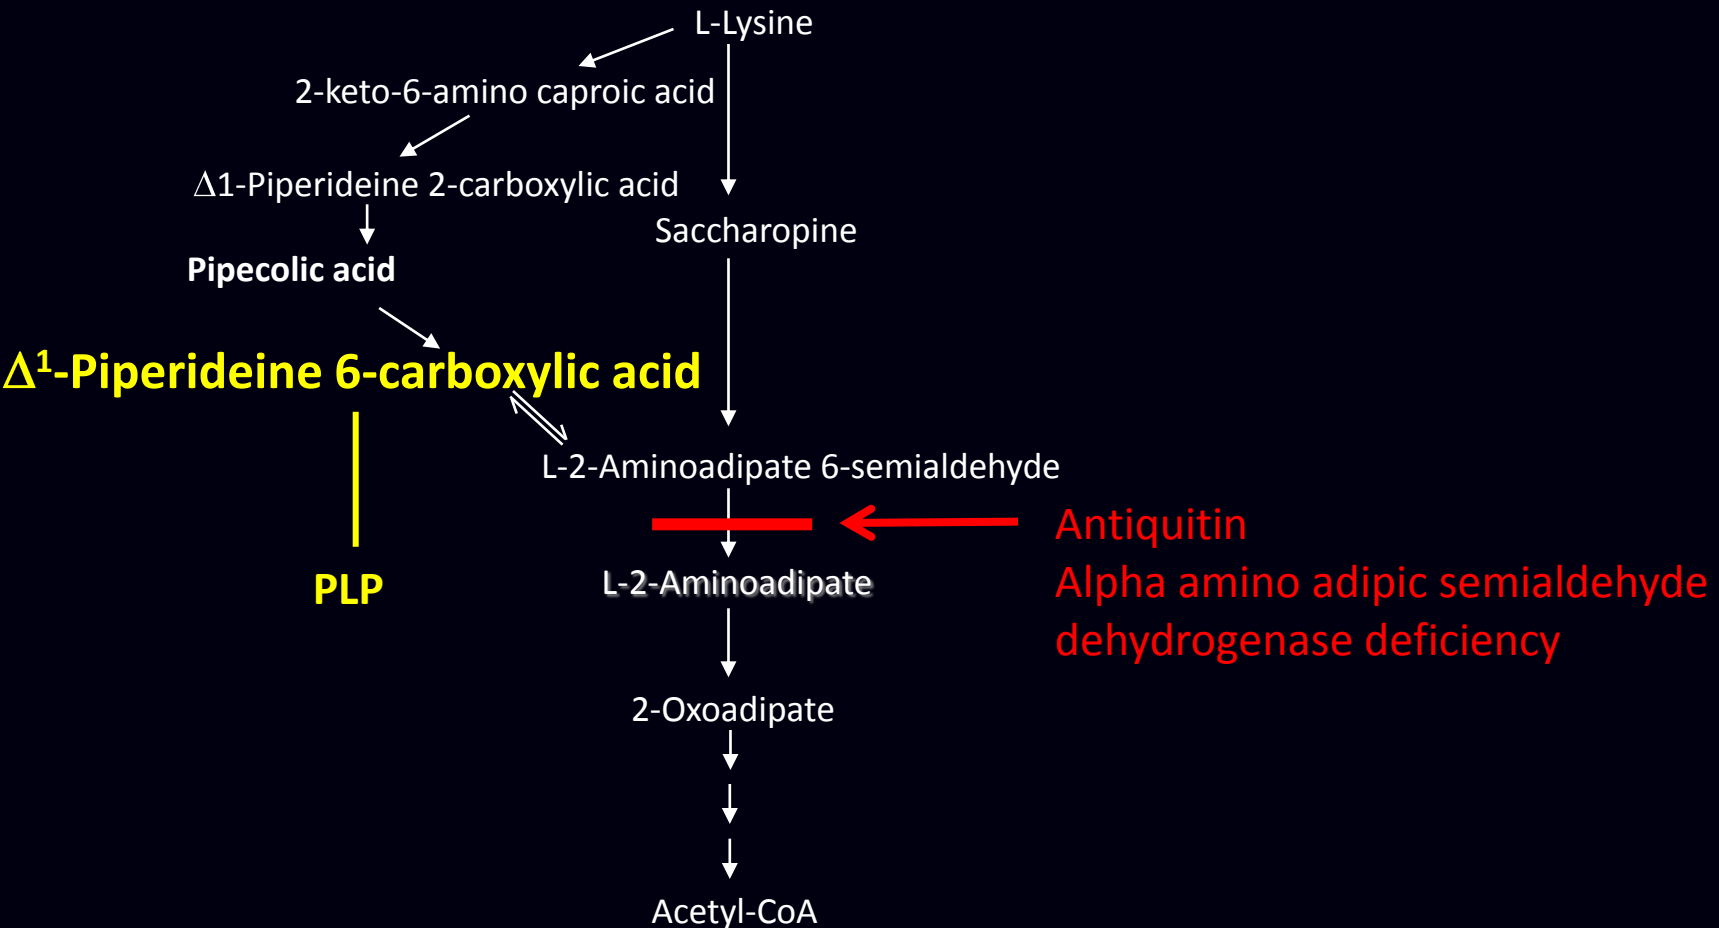 L-Lysine
2-keto-6-amino caproic acid
Δ1-Piperideine 2-carboxylic acid
Saccharopine
Pipecolic acid
Δ¹-Piperideine 6-carboxylic acid
L-2-Aminoadipate 6-semialdehyde
Antiquitin
Alpha amino adipic semialdehyde
dehydrogenase deficiency
PLP
L-2-Aminoadipate
2-Oxoadipate
Acetyl-CoA